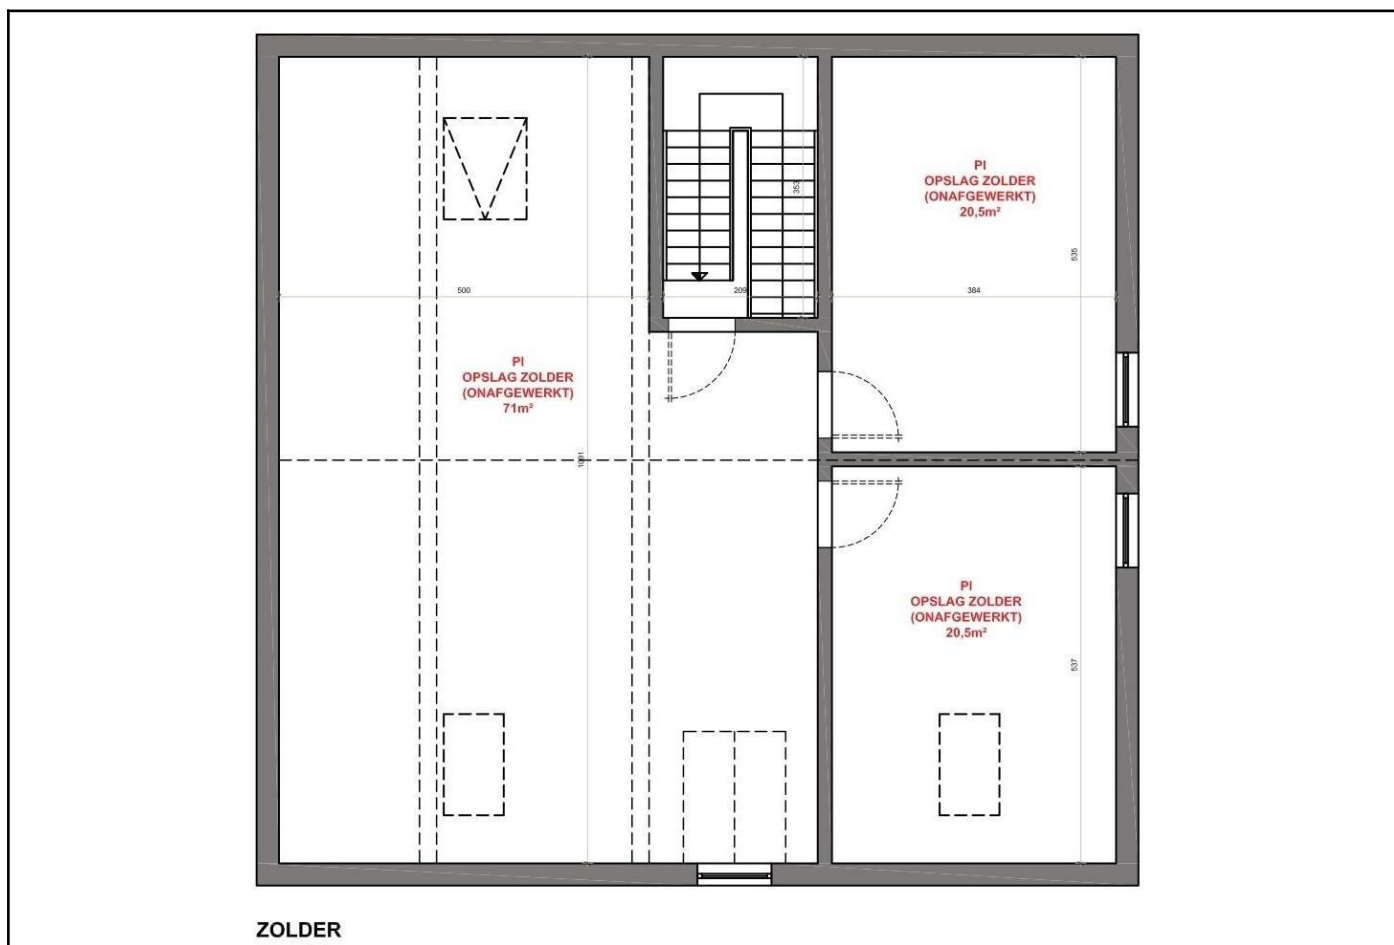 PI
OPSLAG ZOLDER
(ONAFGEWERKT)
20,5m²
353
535
500
209
384
PI
OPSLAG ZOLDER
(ONAFGEWERKT)
71m²
1091
PI
OPSLAG ZOLDER
(ONAFGEWERKT)
20,5m²
537
ZOLDER